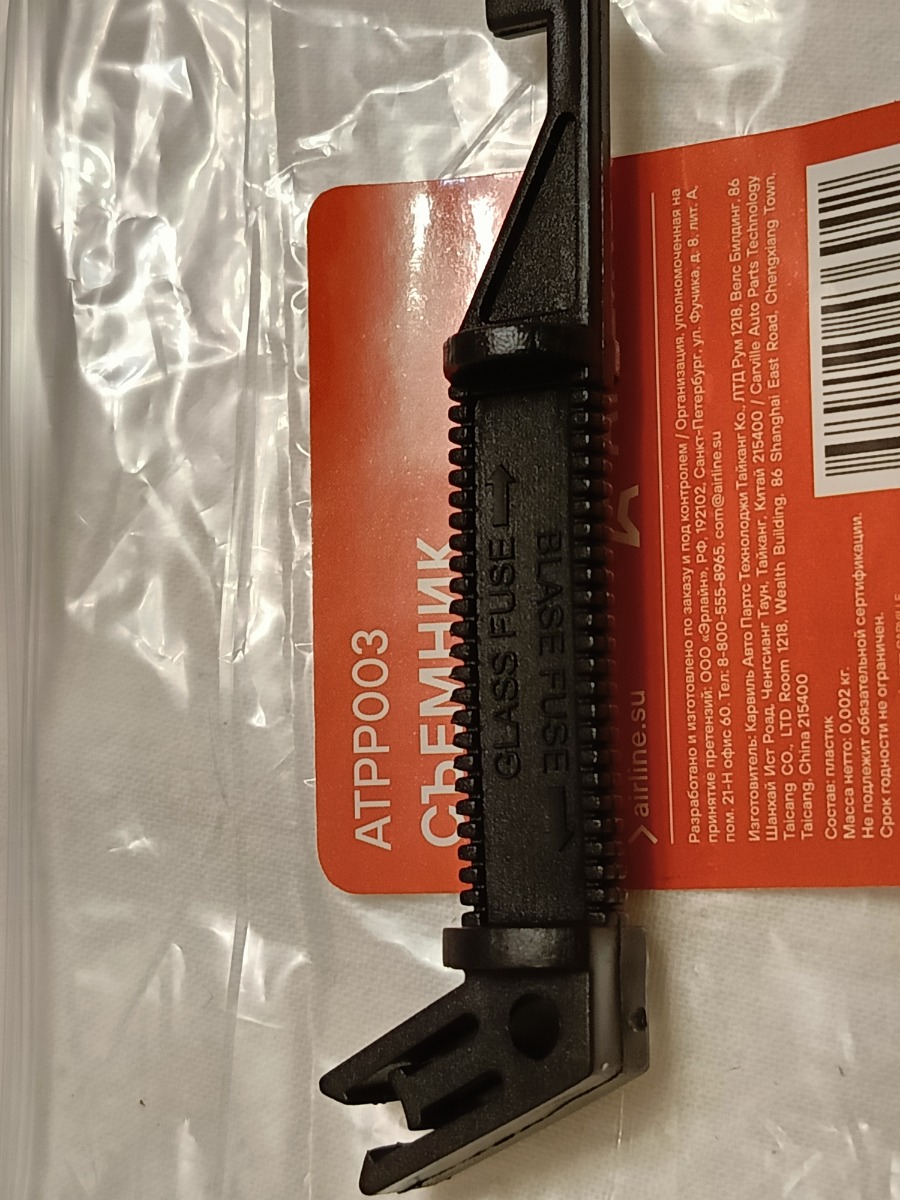 ATPP003
СЪЕМНИК
GLASS FUSE →
BLASE FUSE
airline.su
Разработано и изготовлено по заказу и под контролем / Организация, уполномоченная на
принятие претензий: ООО «Эрлайн», РФ, 192102, Санкт-Петербург, ул. Фучика, д. 8, лит. А,
пом. 21-Н офис 60. Тел: 8-800-555-8965, com@airline.su
Изготовитель: Карвиль Авто Партс Технолоджи Тайканг Ко., ЛТД Рум 1218, Велс Билдинг, 86
Шанхай Ист Роад, Ченгсианг Таун, Тайканг, Китай 215400 / Carville Auto Parts Technology
Taicang CO., LTD Room 1218, Wealth Building, 86 Shanghai East Road, Chengxiang Town,
Taicang, China 215400
Состав: пластик
Масса нетто: 0,002 кг.
Не подлежит обязательной сертификации.
Срок годности не ограничен.